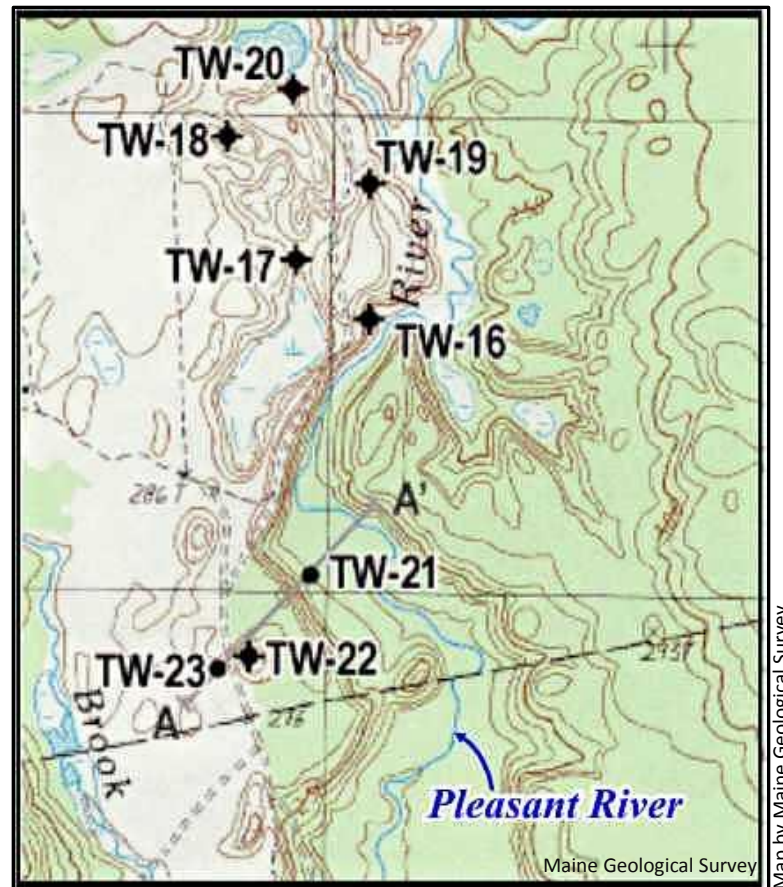 TW-20
TW-18
TW-19
River
TW-17
TW-16
286T
A'
TW-21
TW-22
TW-23
A
276
Brook
Pleasant River
Maine Geological Survey
Map by Maine Geological Survey